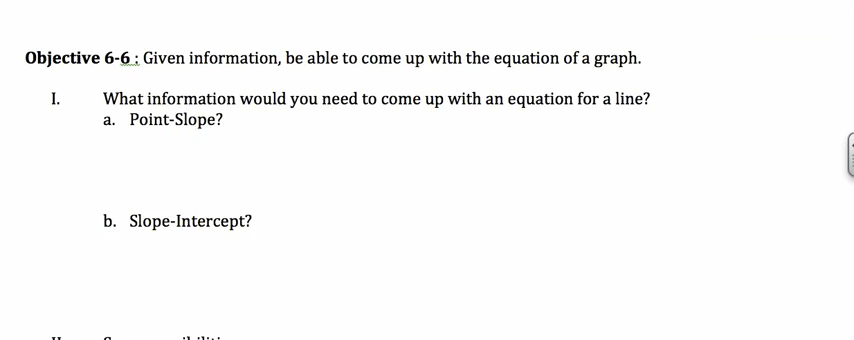 Objective 6-6 : Given information, be able to come up with the equation of a graph.
I. What information would you need to come up with an equation for a line?
a. Point-Slope?
b. Slope-Intercept?